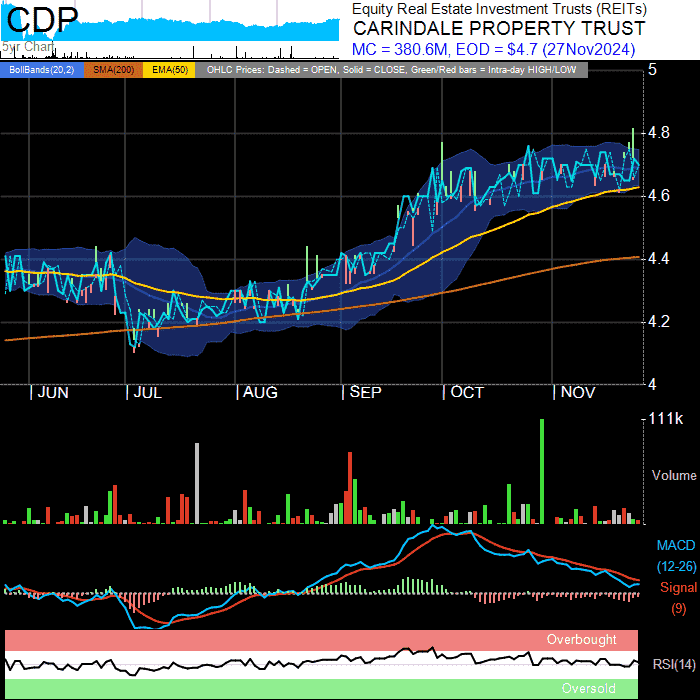 CDP
5yr Chart
Equity Real Estate Investment Trusts (REITs)
CARINDALE PROPERTY TRUST
MC = 380.6M, EOD = $4.7 (27Nov2024)
BollBands(20,2) SMA(200) EMA(50) OHLC Prices: Dashed = OPEN, Solid = CLOSE, Green/Red bars = Intra-day HIGH/LOW
5
4.8
4.6
4.4
4.2
4
| JUN | JUL | AUG | SEP | OCT | NOV
111k
Volume
MACD
(12-26)
Signal
(9)
Overbought
RSI(14)
Oversold